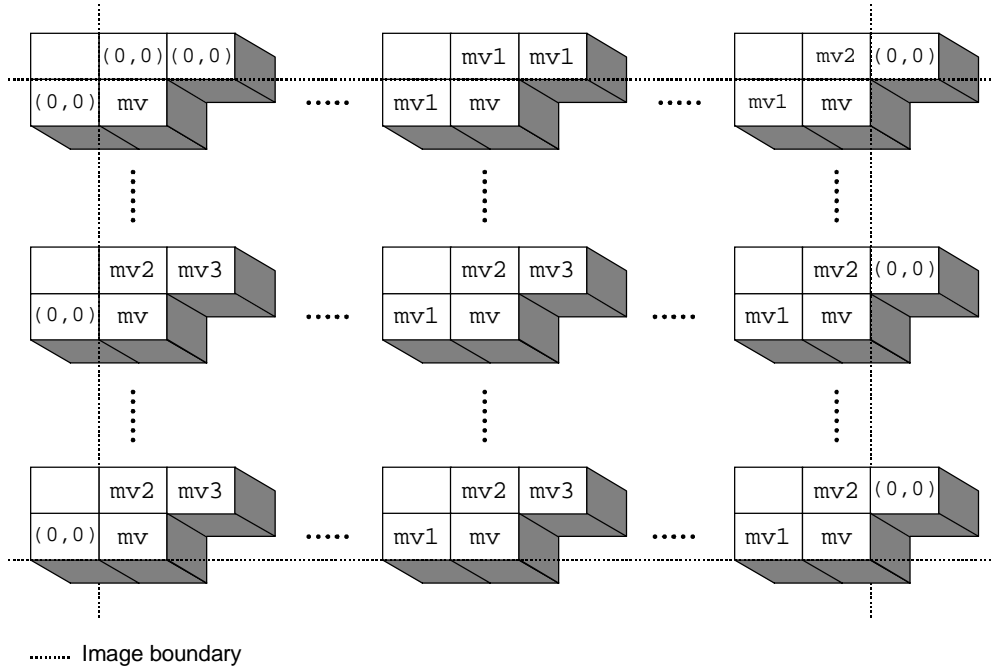 (0,0) (0,0) mv1 mv1 mv2 (0,0)
(0,0) mv ..... mv1 mv ..... mv1 mv
mv2 mv3 mv2 mv3 mv2 (0,0)
(0,0) mv ..... mv1 mv ..... mv1 mv
mv2 mv3 mv2 mv3 mv2 (0,0)
(0,0) mv ..... mv1 mv ..... mv1 mv
Image boundary